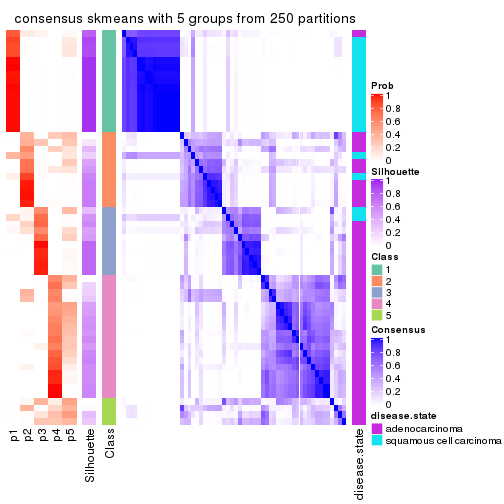 consensus skmeans with 5 groups from 250 partitions
Prob
1
0.8
0.6
0.4
0.2
0
Silhouette
1
0.8
0.6
0.4
0.2
0
Class
1
2
3
4
5
Consensus
1
0.8
0.6
0.4
0.2
0
disease.state
adenocarcinoma
squamous cell carcinoma
p1
p2
p3
p4
p5
Silhouette
Class
disease.state